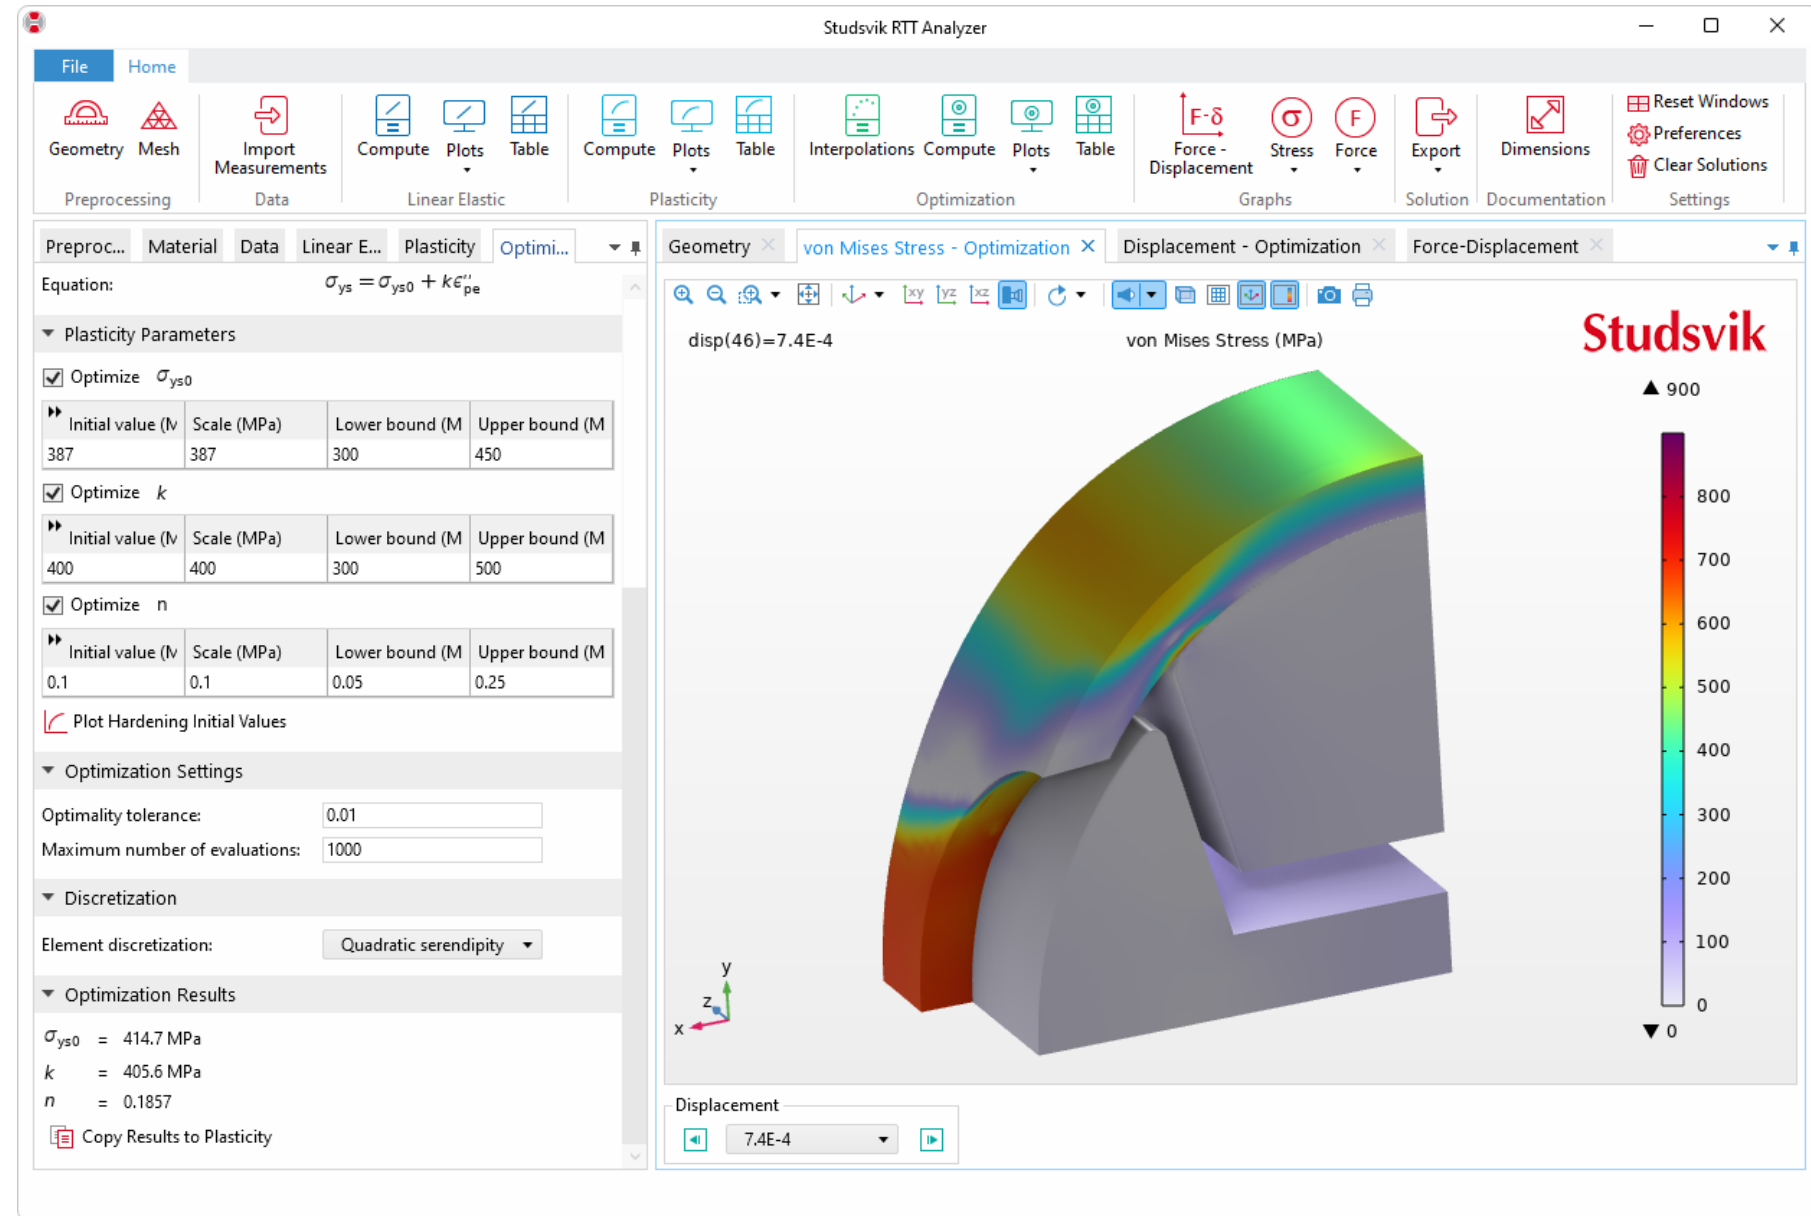 Studsvik RTT Analyzer
File Home
Geometry Mesh Import Measurements Compute Plots Table Compute Plots Table Interpolations Compute Plots Table F-δ Force - Displacement σ Stress F Force Export Dimensions
Reset Windows
Preferences
Clear Solutions
Preprocessing Data Linear Elastic Plasticity Optimization Graphs Solution Documentation Settings
Preproc... Material Data Linear E... Plasticity Optimi...
Equation: σys = σys0 + kϵⁿpe
Plasticity Parameters
Optimize σys0
Initial value (M Scale (MPa) Lower bound (M Upper bound (M
387 387 300 450
Optimize k
Initial value (M Scale (MPa) Lower bound (M Upper bound (M
400 400 300 500
Optimize n
Initial value (M Scale (MPa) Lower bound (M Upper bound (M
0.1 0.1 0.05 0.25
Plot Hardening Initial Values
Optimization Settings
Optimality tolerance: 0.01
Maximum number of evaluations: 1000
Discretization
Element discretization: Quadratic serendipity
Optimization Results
σys0 = 414.7 MPa
k = 405.6 MPa
n = 0.1857
Copy Results to Plasticity
Geometry von Mises Stress - Optimization Displacement - Optimization Force-Displacement
xy yz xz
disp(46)=7.4E-4 von Mises Stress (MPa)
Studsvik
▲ 900
800
700
600
500
400
300
200
100
0
▼ 0
y
z
x
Displacement
7.4E-4